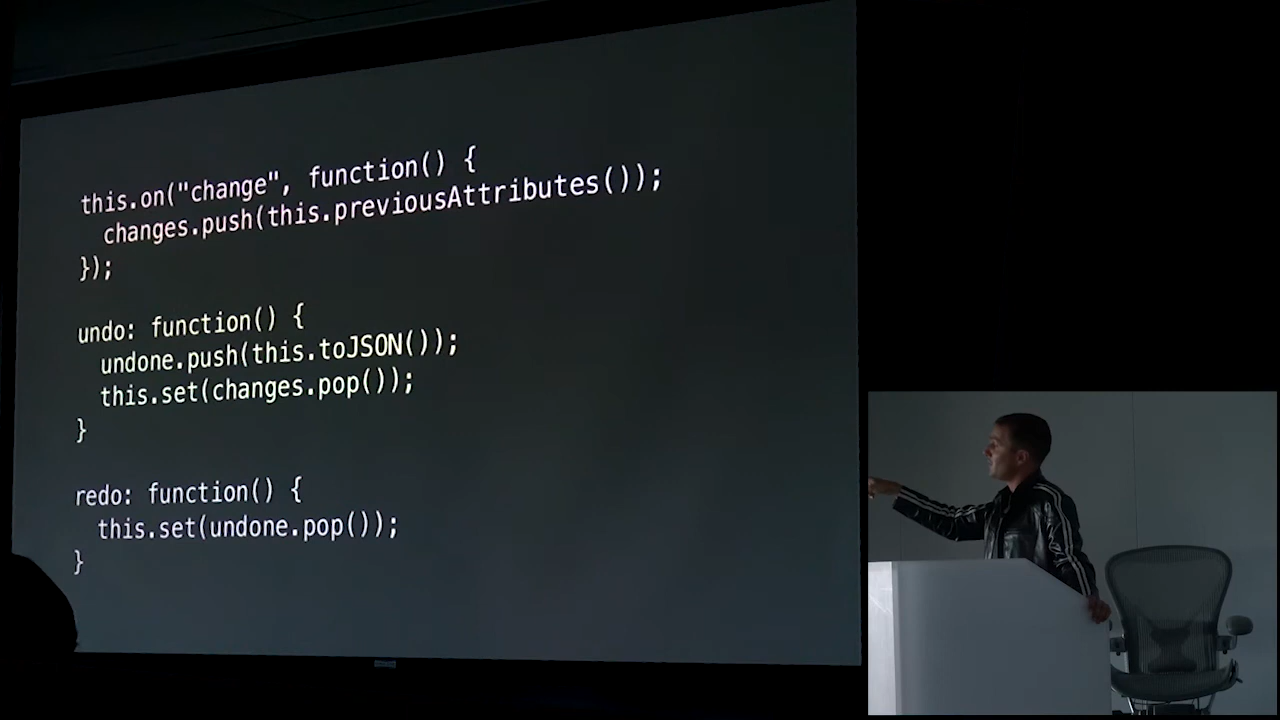 this.on("change", function() {
  changes.push(this.previousAttributes());
});
undo: function() {
  undone.push(this.toJSON());
  this.set(changes.pop());
}
redo: function() {
  this.set(undone.pop());
}